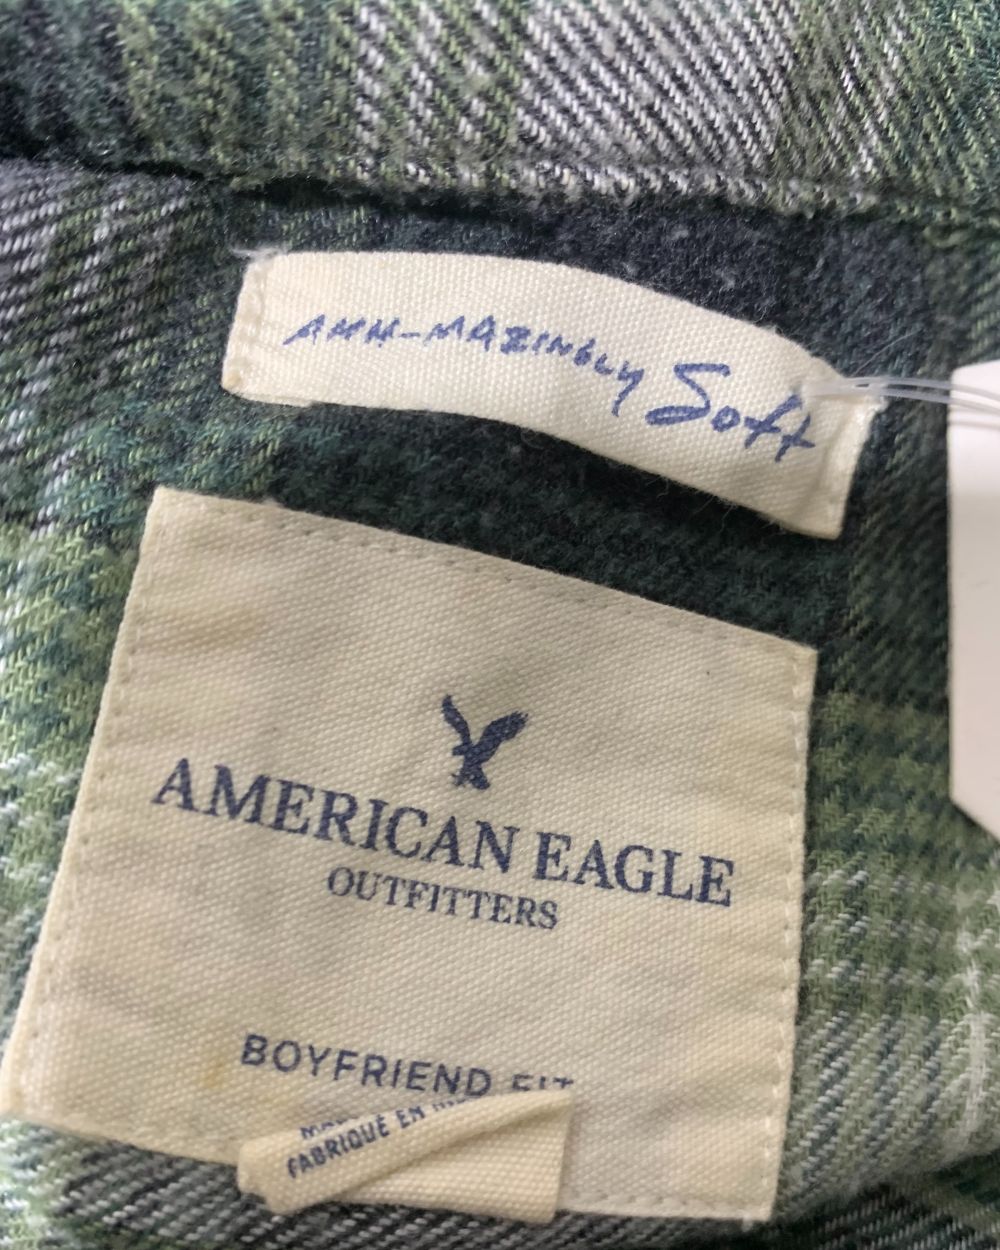 AHH-MAZINGLY Soft
AMERICAN EAGLE
OUTFITTERS
BOYFRIEND FIT
FABRIQUÉ EN